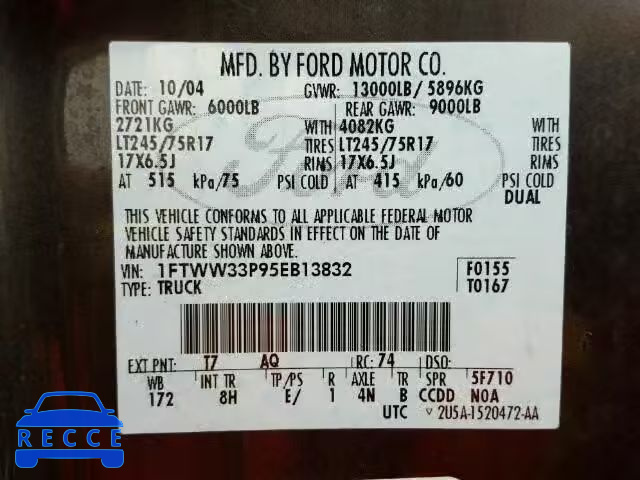 MFD. BY FORD MOTOR CO.
DATE: 10/04 GVWR: 13000LB/ 5896KG
FRONT GAWR: 6000LB REAR GAWR: 9000LB
2721KG WITH 4082KG WITH
LT245/75R17 TIRES LT245/75R17 TIRES
17X6.5J RIMS 17X6.5J RIMS
AT 515 kPa/75 PSI COLD AT 415 kPa/60 PSI COLD
DUAL
THIS VEHICLE CONFORMS TO ALL APPLICABLE FEDERAL MOTOR
VEHICLE SAFETY STANDARDS IN EFFECT ON THE DATE OF
MANUFACTURE SHOWN ABOVE.
VIN: 1FTWW33P95EB13832 F0155
TYPE: TRUCK T0167
EXT PNT: T7 AQ RC: 74 DSO:
WB INT TR TP/PS R AXLE TR SPR 5F710
172 8H E/ 1 4N B CCDD NOA
UTC ▽ 2U5A-1520472-AA
Ford
RECCE